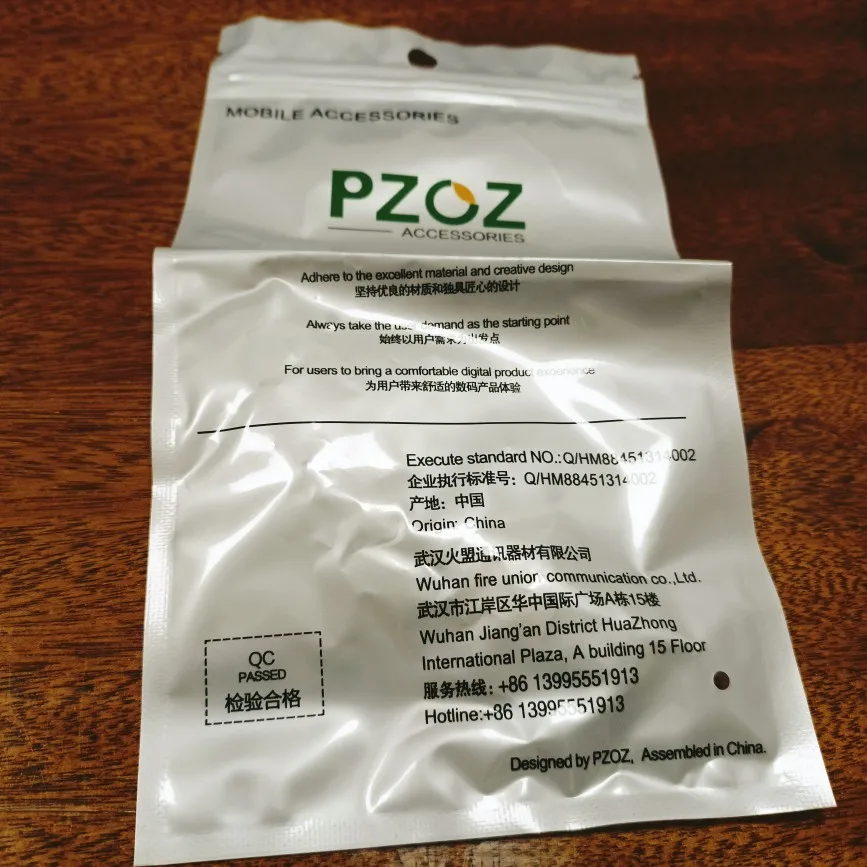 MOBILE ACCESSORIES
PZOZ
ACCESSORIES
Adhere to the excellent material and creative design
坚持优良的材质和独具匠心的设计
Always take the user demand as the starting point
始终以用户需求为出发点
For users to bring a comfortable digital product experience
为用户带来舒适的数码产品体验
Execute standard NO.:Q/HM88451314002
企业执行标准号：Q/HM88451314002
产地：中国
Origin: China
武汉火盟通讯器材有限公司
Wuhan fire union communication co.,Ltd.
武汉市江岸区华中国际广场A栋15楼
Wuhan Jiang'an District HuaZhong
International Plaza, A building 15 Floor
服务热线：+86 13995551913
Hotline:+86 13995551913
QC
PASSED
检验合格
Designed by PZOZ, Assembled in China.